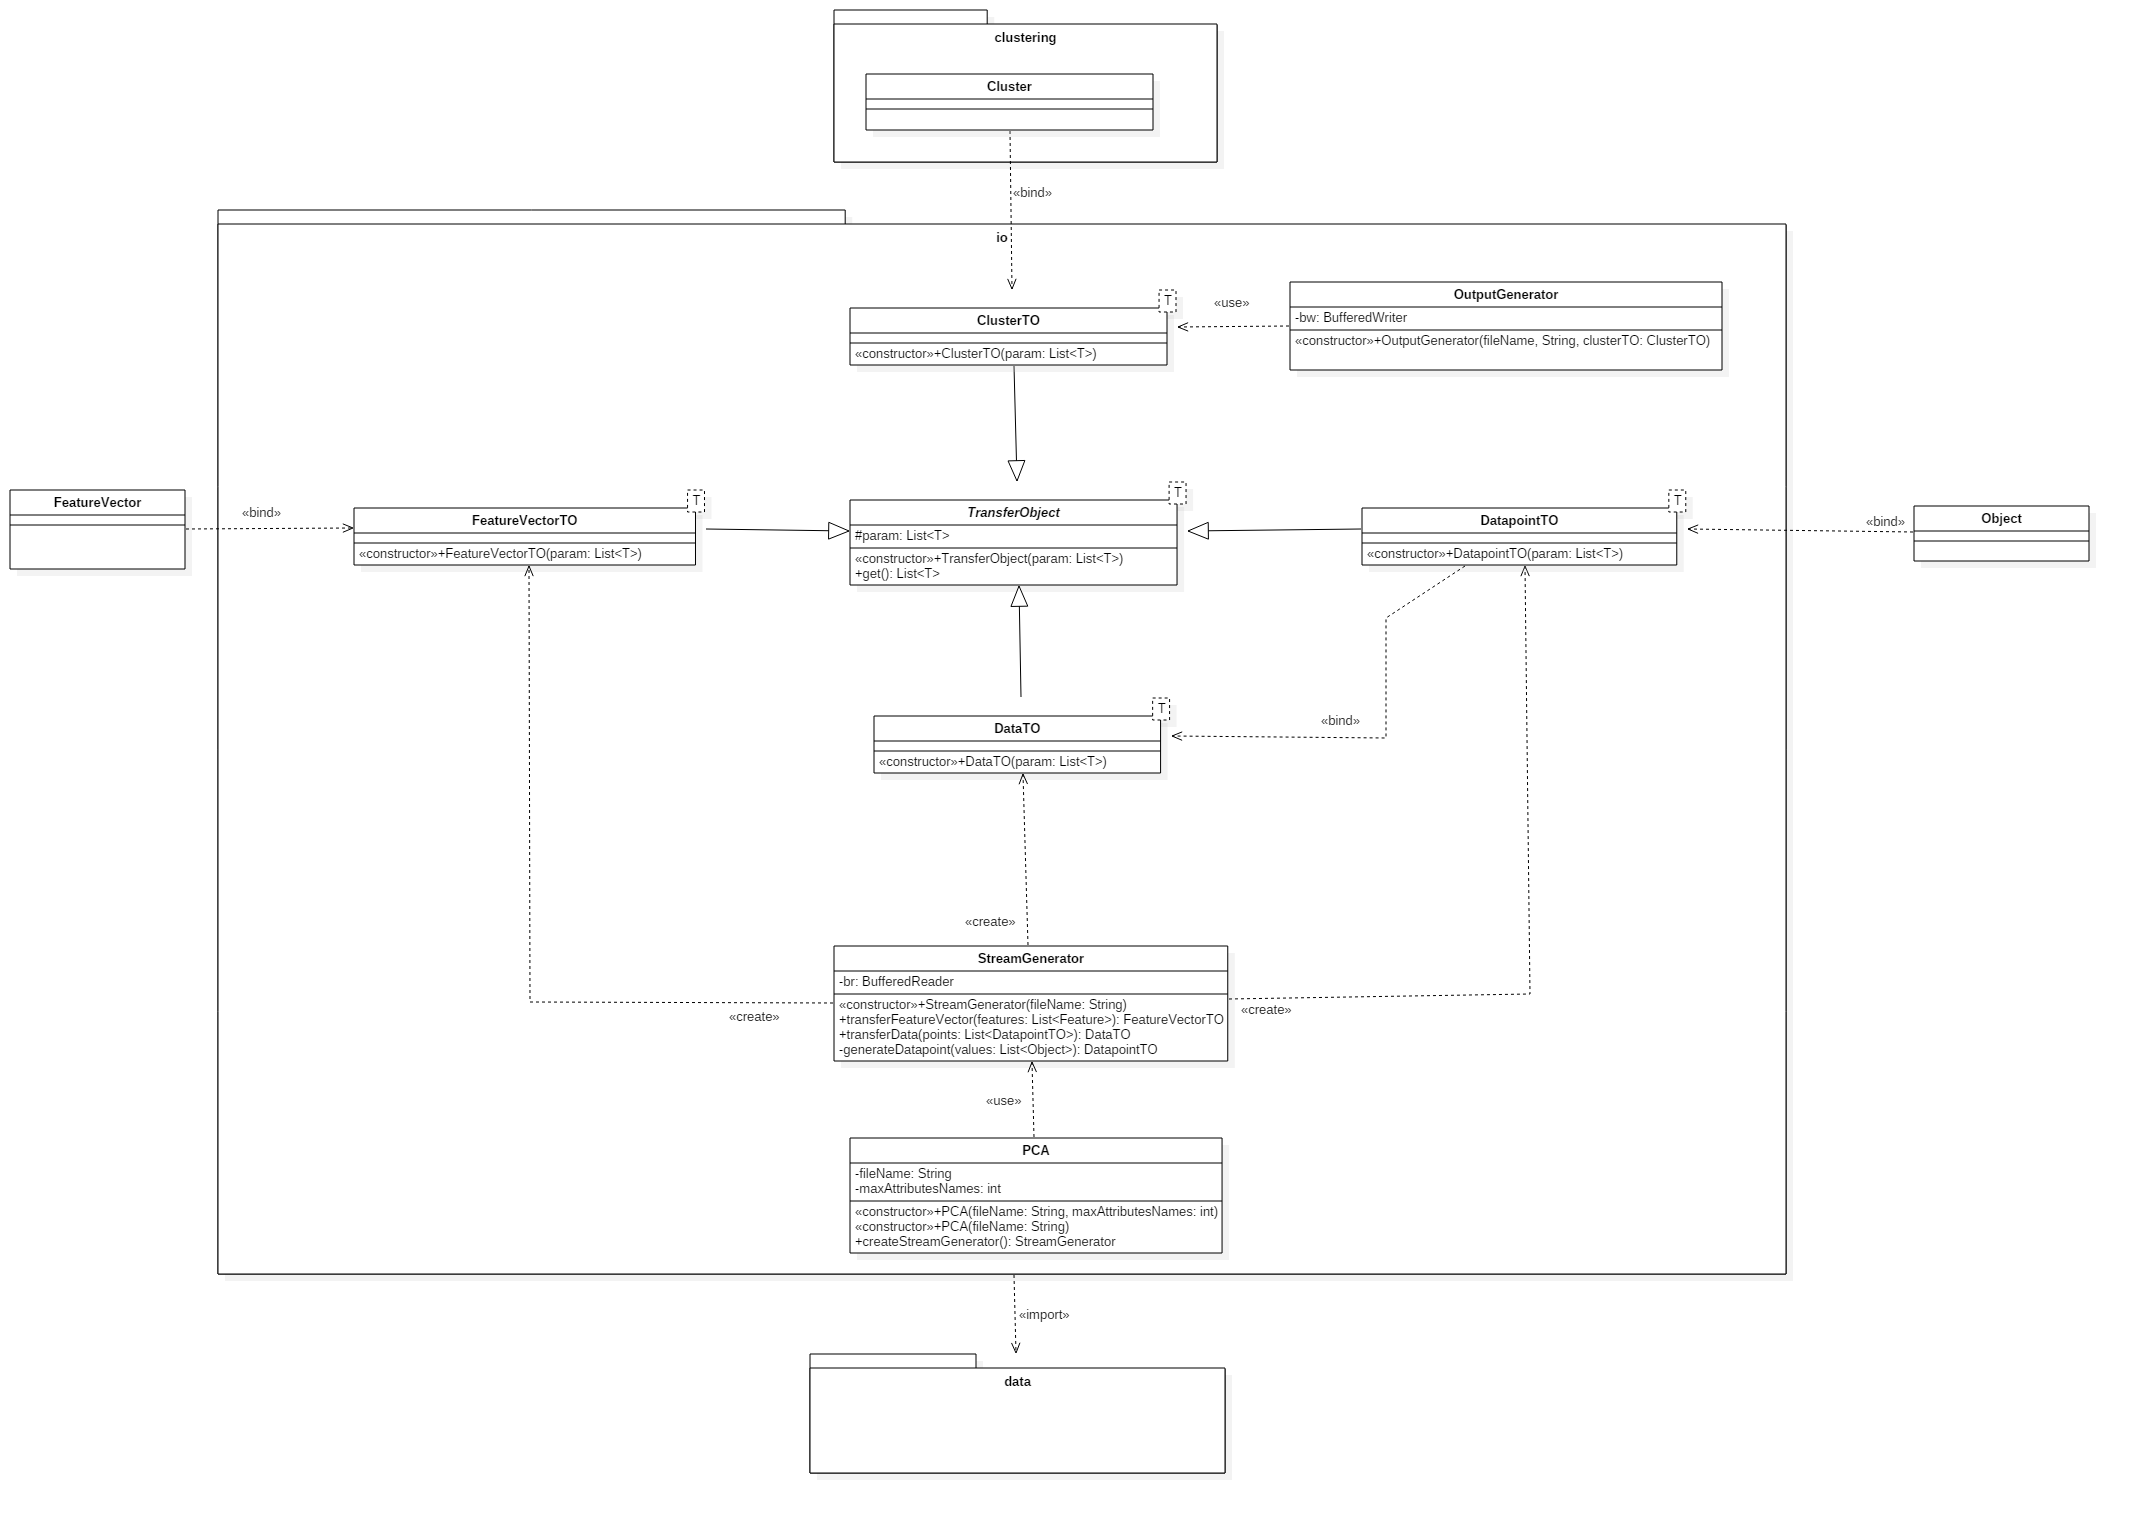 clustering
Cluster
«bind»
io
ClusterTO
T
«constructor»+ClusterTO(param: List<T>)
«use»
OutputGenerator
-bw: BufferedWriter
«constructor»+OutputGenerator(fileName, String, clusterTO: ClusterTO)
FeatureVector
«bind»
FeatureVectorTO
T
«constructor»+FeatureVectorTO(param: List<T>)
TransferObject
T
#param: List<T>
«constructor»+TransferObject(param: List<T>)
+get(): List<T>
DatapointTO
T
«constructor»+DatapointTO(param: List<T>)
«bind»
Object
«bind»
DataTO
T
«constructor»+DataTO(param: List<T>)
«create»
StreamGenerator
-br: BufferedReader
«constructor»+StreamGenerator(fileName: String)
+transferFeatureVector(features: List<Feature>): FeatureVectorTO
+transferData(points: List<DatapointTO>): DataTO
-generateDatapoint(values: List<Object>): DatapointTO
«create»
«create»
«use»
PCA
-fileName: String
-maxAttributesNames: int
«constructor»+PCA(fileName: String, maxAttributesNames: int)
«constructor»+PCA(fileName: String)
+createStreamGenerator(): StreamGenerator
«import»
data